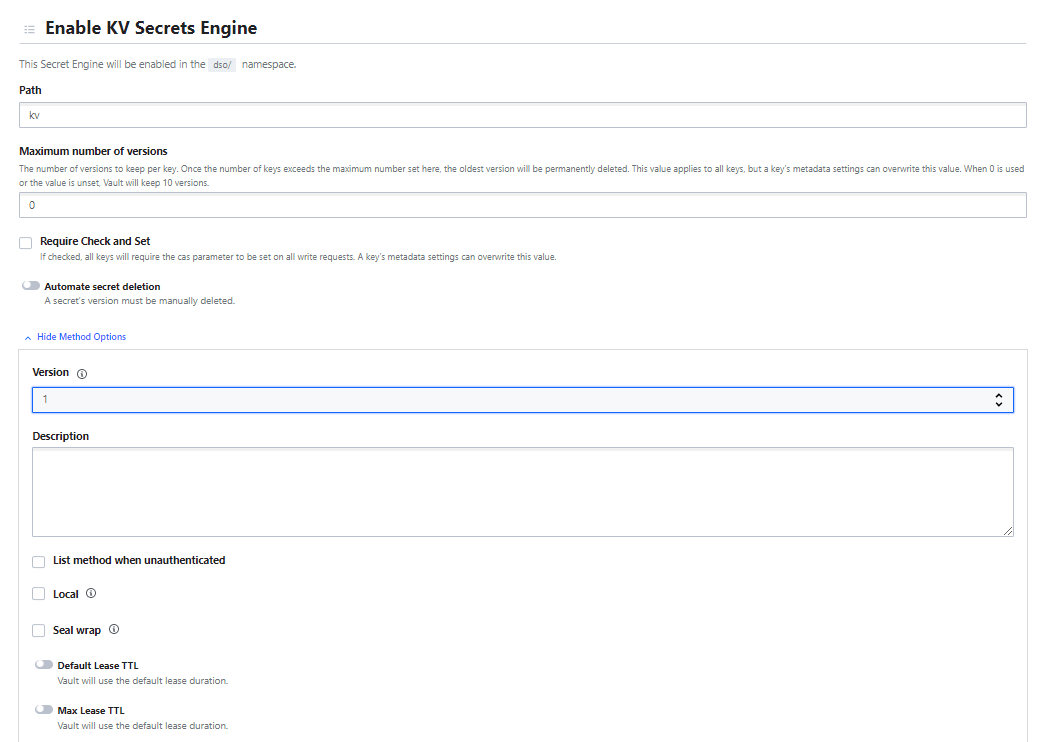 Enable KV Secrets Engine
This Secret Engine will be enabled in the dso/ namespace.
Path
kv
Maximum number of versions
The number of versions to keep per key. Once the number of keys exceeds the maximum number set here, the oldest version will be permanently deleted. This value applies to all keys, but a key's metadata settings can overwrite this value. When 0 is used
or the value is unset, Vault will keep 10 versions.
0
Require Check and Set
If checked, all keys will require the cas parameter to be set on all write requests. A key's metadata settings can overwrite this value.
Automate secret deletion
A secret's version must be manually deleted.
Hide Method Options
Version
1
Description
List method when unauthenticated
Local
Seal wrap
Default Lease TTL
Vault will use the default lease duration.
Max Lease TTL
Vault will use the default lease duration.